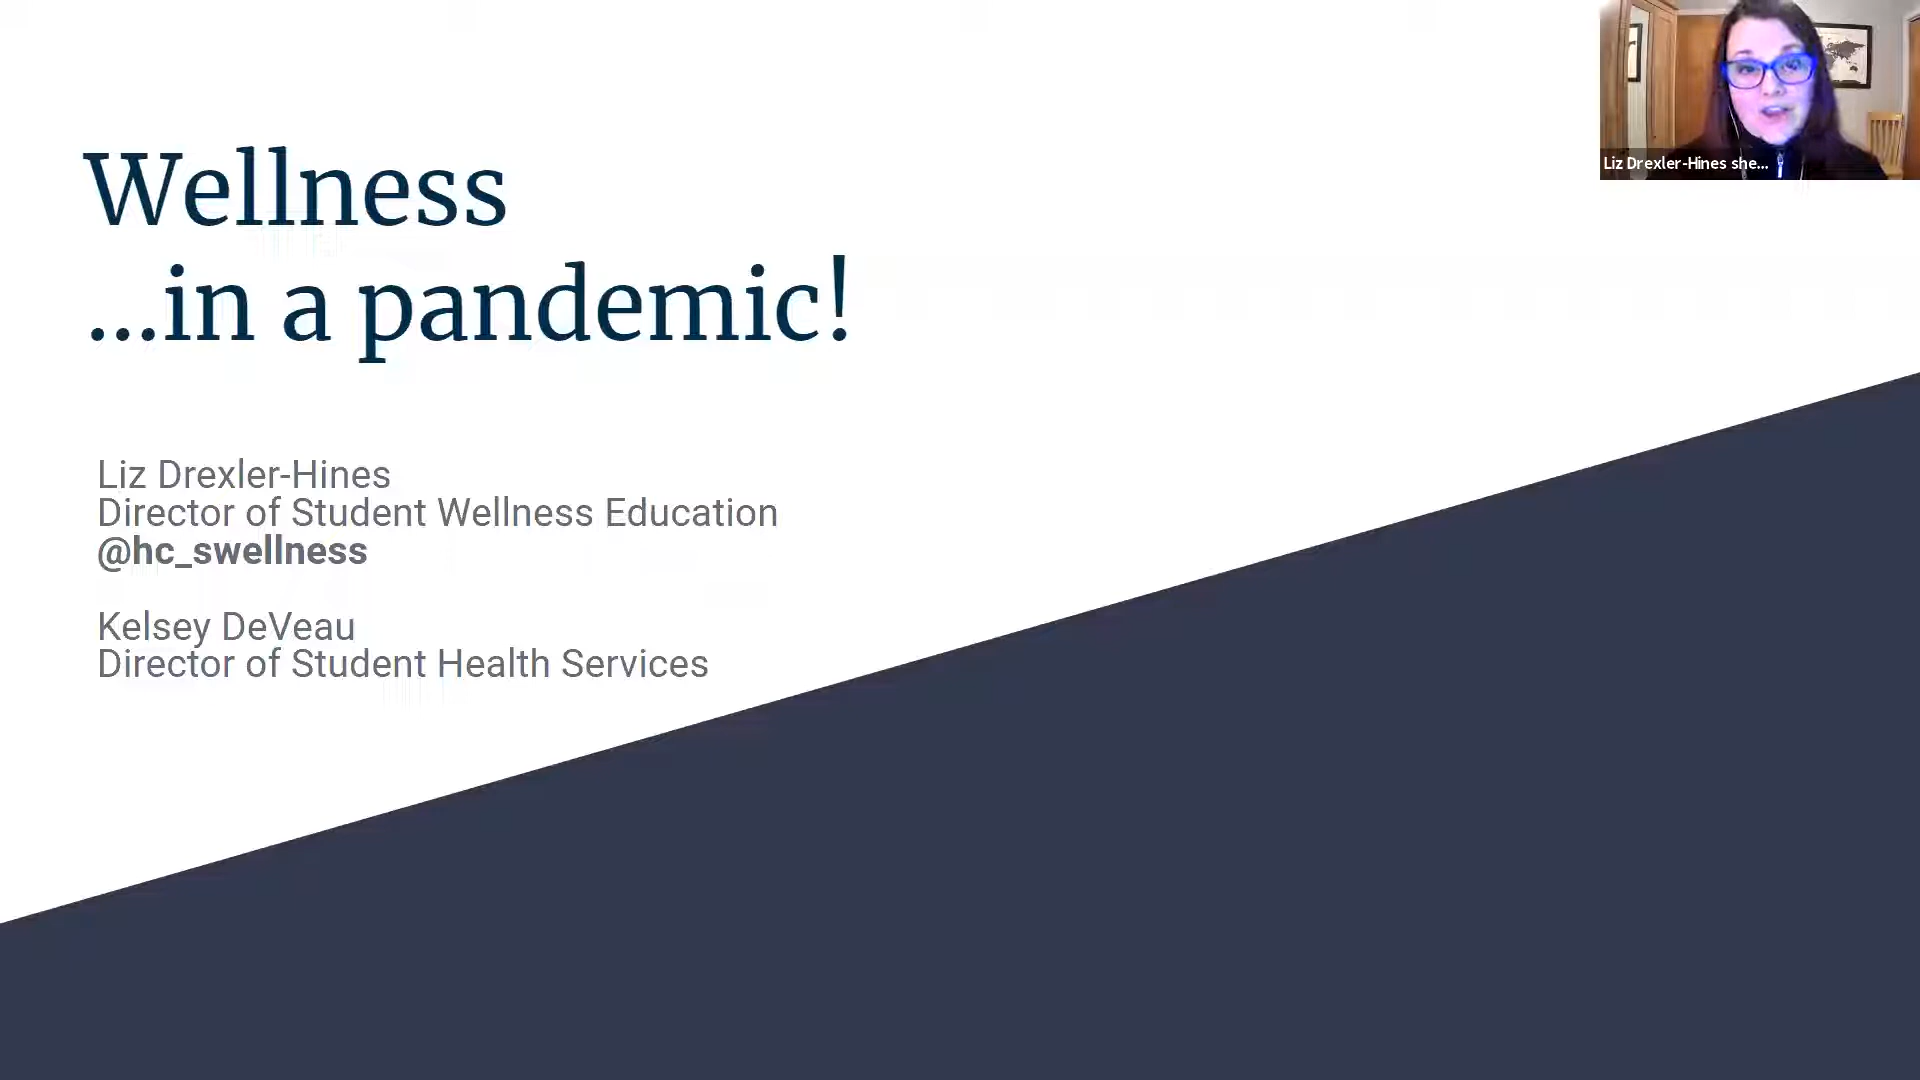 Wellness
...in a pandemic!
Liz Drexler-Hines
Director of Student Wellness Education
@hc_swellness
Kelsey DeVeau
Director of Student Health Services
Liz Drexler-Hines she...